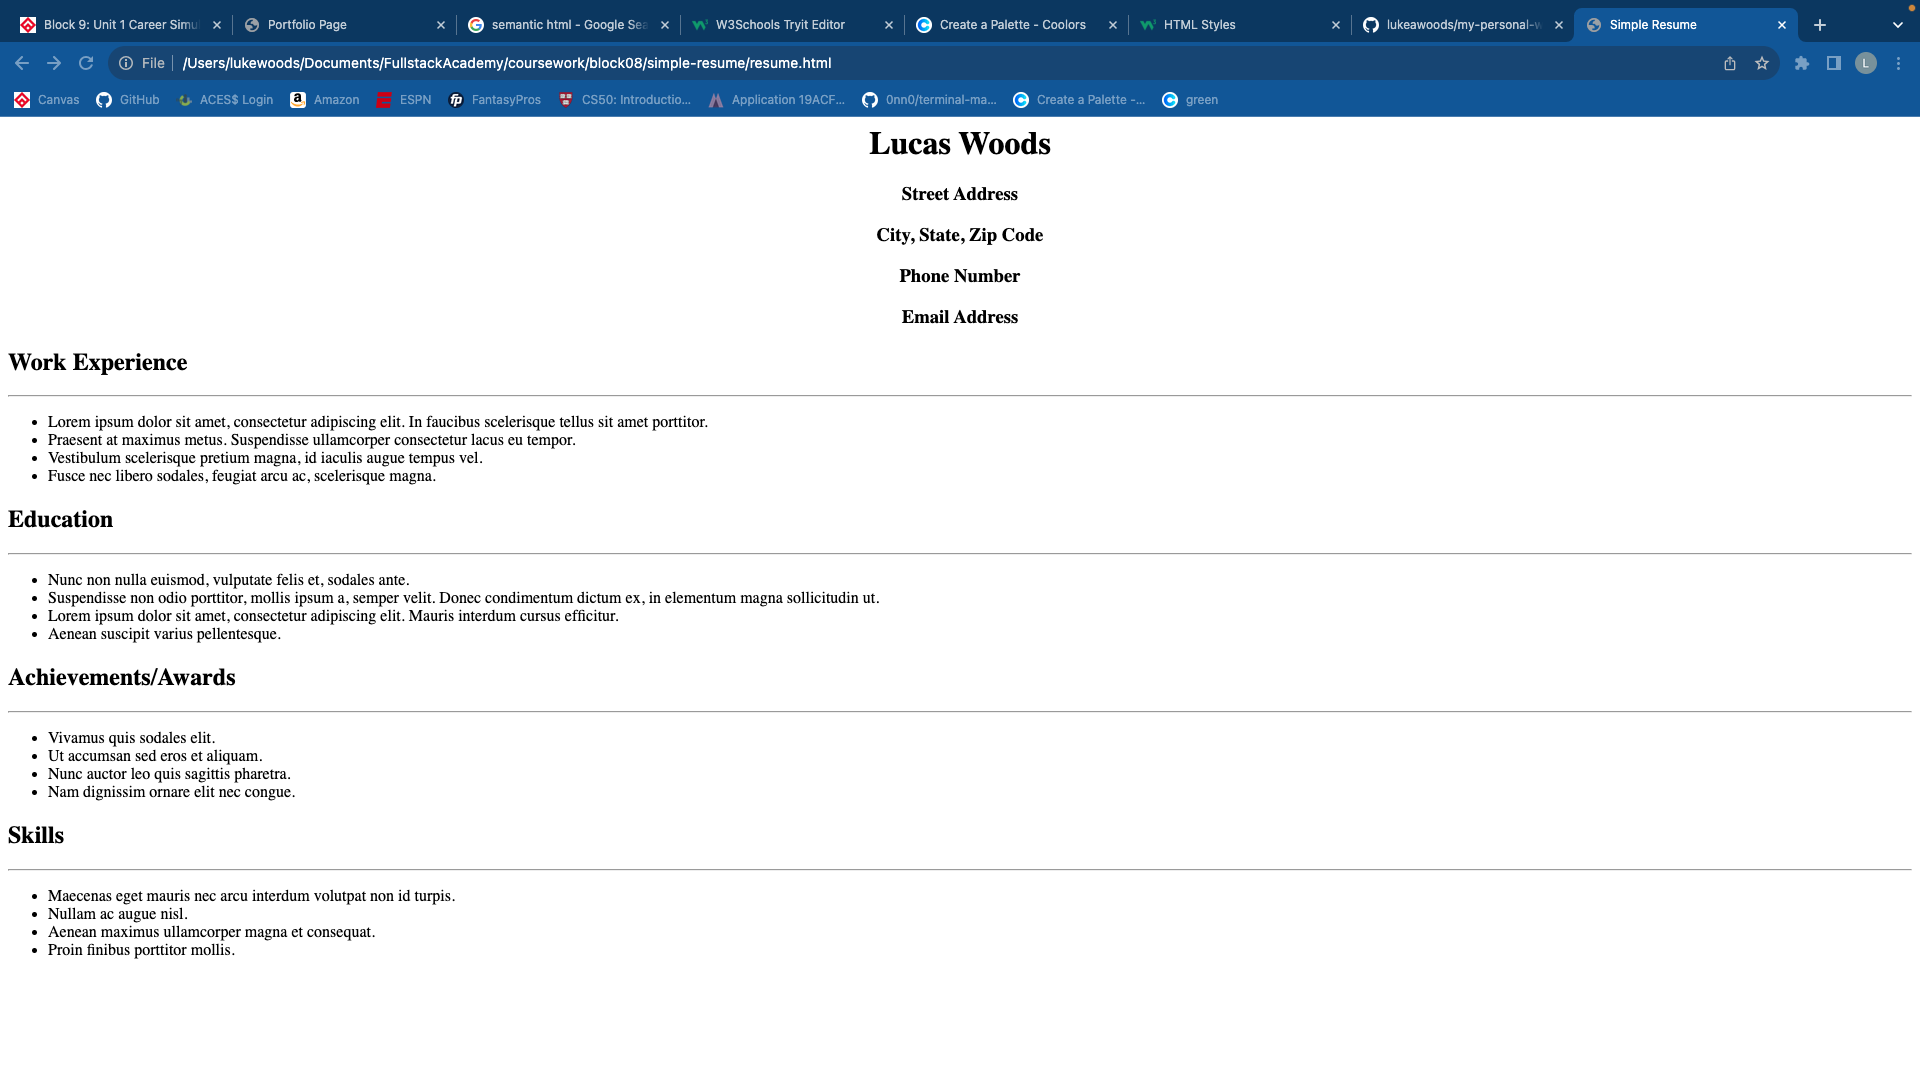 Block 9: Unit 1 Career Simu
Portfolio Page
semantic html - Google Sea
W3Schools Tryit Editor
Create a Palette - Coolors
HTML Styles
lukeawoods/my-personal-w
Simple Resume
File
/Users/lukewoods/Documents/FullstackAcademy/coursework/block08/simple-resume/resume.html
L
Canvas
GitHub
ACES$ Login
Amazon
ESPN
FantasyPros
CS50: Introductio...
Application 19ACF...
0nn0/terminal-ma...
Create a Palette -...
green
Lucas Woods
Street Address
City, State, Zip Code
Phone Number
Email Address
Work Experience
• Lorem ipsum dolor sit amet, consectetur adipiscing elit. In faucibus scelerisque tellus sit amet porttitor.
• Praesent at maximus metus. Suspendisse ullamcorper consectetur lacus eu tempor.
• Vestibulum scelerisque pretium magna, id iaculis augue tempus vel.
• Fusce nec libero sodales, feugiat arcu ac, scelerisque magna.
Education
• Nunc non nulla euismod, vulputate felis et, sodales ante.
• Suspendisse non odio porttitor, mollis ipsum a, semper velit. Donec condimentum dictum ex, in elementum magna sollicitudin ut.
• Lorem ipsum dolor sit amet, consectetur adipiscing elit. Mauris interdum cursus efficitur.
• Aenean suscipit varius pellentesque.
Achievements/Awards
• Vivamus quis sodales elit.
• Ut accumsan sed eros et aliquam.
• Nunc auctor leo quis sagittis pharetra.
• Nam dignissim ornare elit nec congue.
Skills
• Maecenas eget mauris nec arcu interdum volutpat non id turpis.
• Nullam ac augue nisl.
• Aenean maximus ullamcorper magna et consequat.
• Proin finibus porttitor mollis.